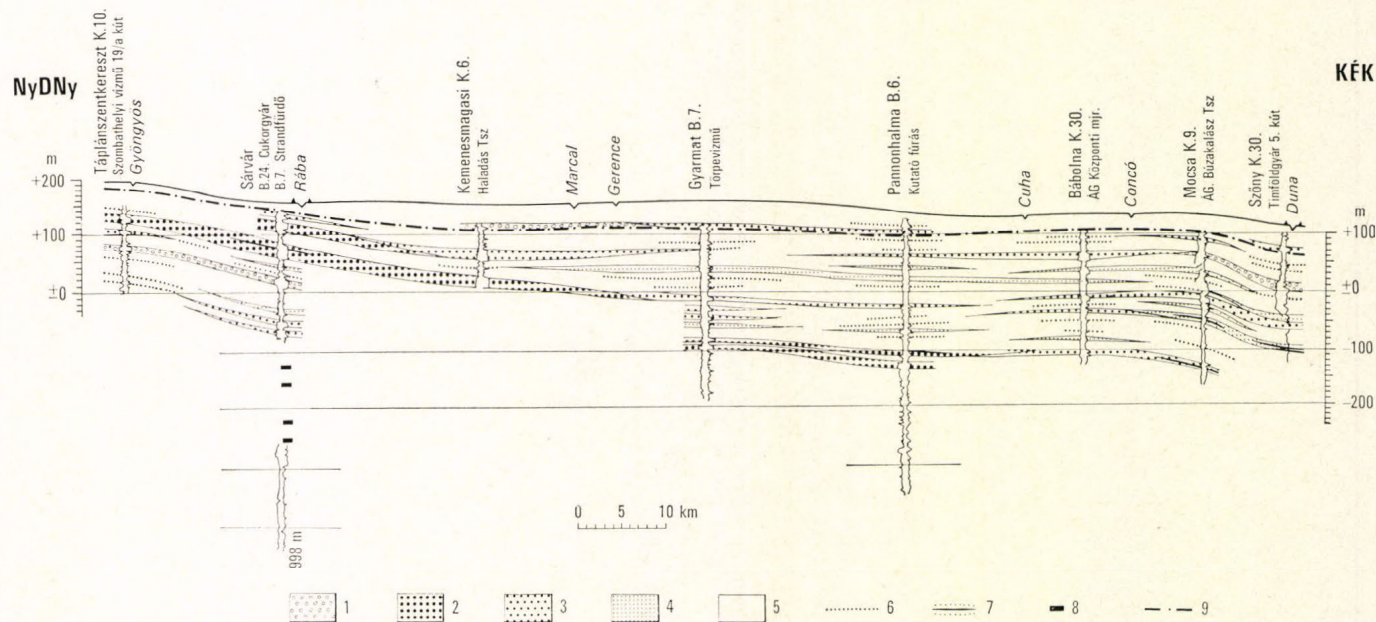 NyDNy
KÉK
Táplánszentkereszt K.10.
Szombathelyi vízmű 19/a kút
Gyöngyös
Sárvár
B.24. Cukorgyár
B.7. Strandfürdő
Rába
Kemenesmagasi K.6.
Haladás Tsz
Marcal
Gerence
Gyarmat B.7.
Törpevízmű
Pannonhalma B.6.
Kutató fúrás
Cuha
Bábolna K.30.
AG Központi mjr.
Concó
Mocsa K.9.
AG. Búzakalász Tsz
Szőny K.30.
Timföldgyár 5. kút
Duna
m
+200
+100
±0
m
+100
±0
-100
-200
998 m
0 5 10 km
1 2 3 4 5 6 7 8 9